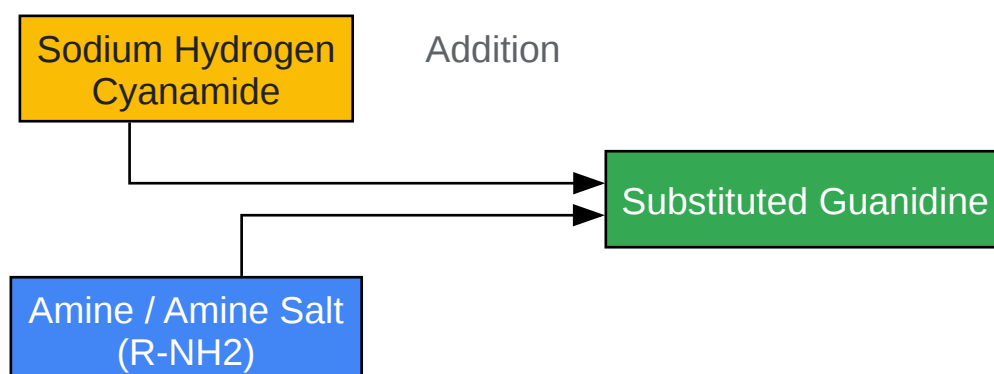 Sodium Hydrogen
Cyanamide
Addition
Substituted Guanidine
Amine / Amine Salt
(R-NH2)